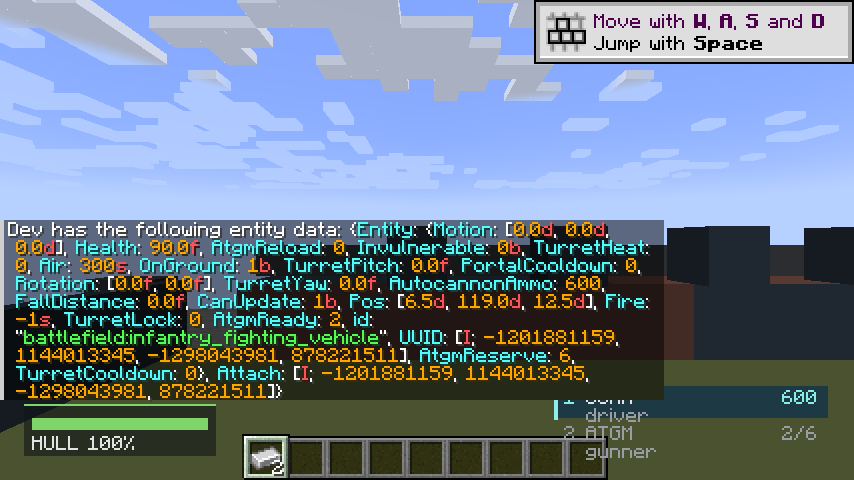 Move with W, A, S and D
Jump with Space
Dev has the following entity data: {Entity: {Motion: [0.0d, 0.0d,
0.0d], Health: 90.0f, AtgmReload: 0, Invulnerable: 0b, TurretHeat:
0, Air: 300s, OnGround: 1b, TurretPitch: 0.0f, PortalCooldown: 0,
Rotation: [0.0f, 0.0f], TurretYaw: 0.0f, AutocannonAmmo: 600,
FallDistance: 0.0f, CanUpdate: 1b, Pos: [6.5d, 119.0d, 12.5d], Fire:
-1s, TurretLock: 0, AtgmReady: 2, id:
"battlefield:infantry_fighting_vehicle", UUID: [I; -1201881159,
1144013345, -1298043981, 878221511], AtgmReserve: 6,
TurretCooldown: 0}, Attach: [I; -1201881159, 1144013345,
-1298043981, 878221511]}
1 600
driver
HULL 100%
2 ATGM 2/6
gunner
2